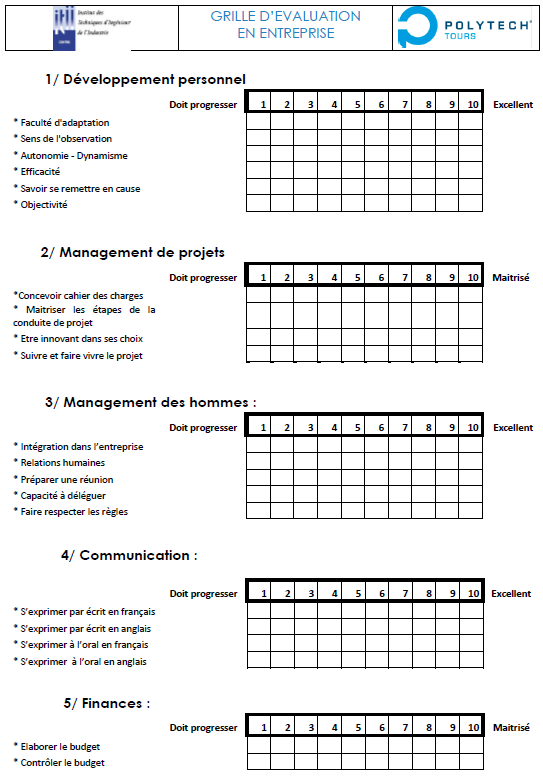 itii
Institut des
Techniques d'Ingénieur
de l'Industrie
CENTRE
GRILLE D'EVALUATION
EN ENTREPRISE
POLYTECH
TOURS
1/ Développement personnel
Doit progresser 1 2 3 4 5 6 7 8 9 10 Excellent
* Faculté d'adaptation
* Sens de l'observation
* Autonomie - Dynamisme
* Efficacité
* Savoir se remettre en cause
* Objectivité
2/ Management de projets
Doit progresser 1 2 3 4 5 6 7 8 9 10 Maitrisé
*Concevoir cahier des charges
* Maitriser les étapes de la
conduite de projet
* Etre innovant dans ses choix
* Suivre et faire vivre le projet
3/ Management des hommes :
Doit progresser 1 2 3 4 5 6 7 8 9 10 Excellent
* Intégration dans l'entreprise
* Relations humaines
* Préparer une réunion
* Capacité à déléguer
* Faire respecter les règles
4/ Communication :
Doit progresser 1 2 3 4 5 6 7 8 9 10 Excellent
* S'exprimer par écrit en français
* S'exprimer par écrit en anglais
* S'exprimer à l'oral en français
* S'exprimer à l'oral en anglais
5/ Finances :
Doit progresser 1 2 3 4 5 6 7 8 9 10 Maitrisé
* Elaborer le budget
* Contrôler le budget